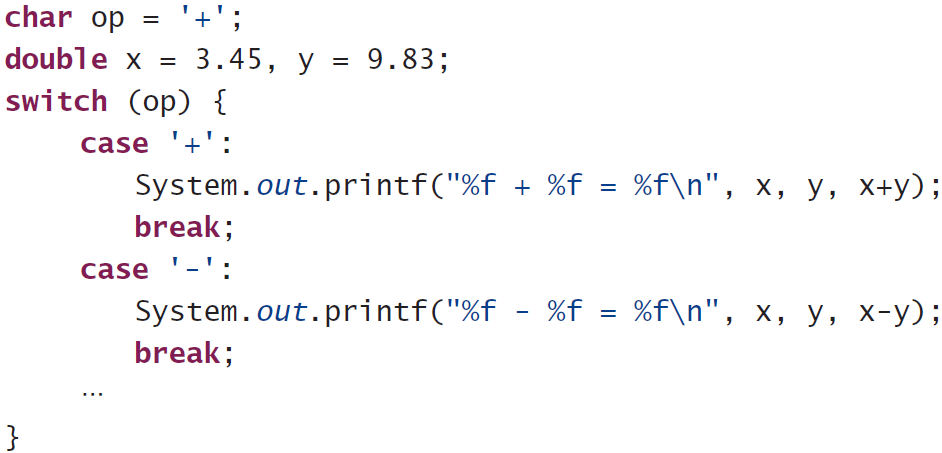 char op = '+';
double x = 3.45, y = 9.83;
switch (op) {
case '+':
System.out.printf("%f + %f = %f\n", x, y, x+y);
break;
case '-':
System.out.printf("%f - %f = %f\n", x, y, x-y);
break;
...
}